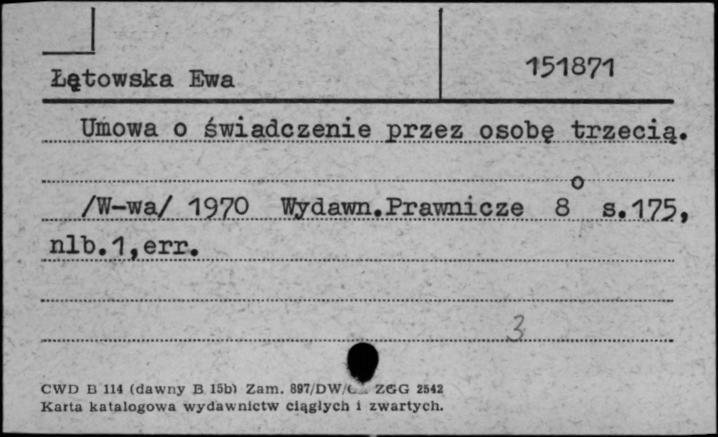 Łętowska Ewa
151871
Umowa o świadczenie przez osobę trzecią.
/W-wa/ 1970 Wydawn.Prawnicze 8° s.175,
nlb.1,err.
3
CWD B 114 (dawny B 15b) Zam. 897/DW/ ZGG 2542
Karta katalogowa wydawnictw ciągłych i zwartych.